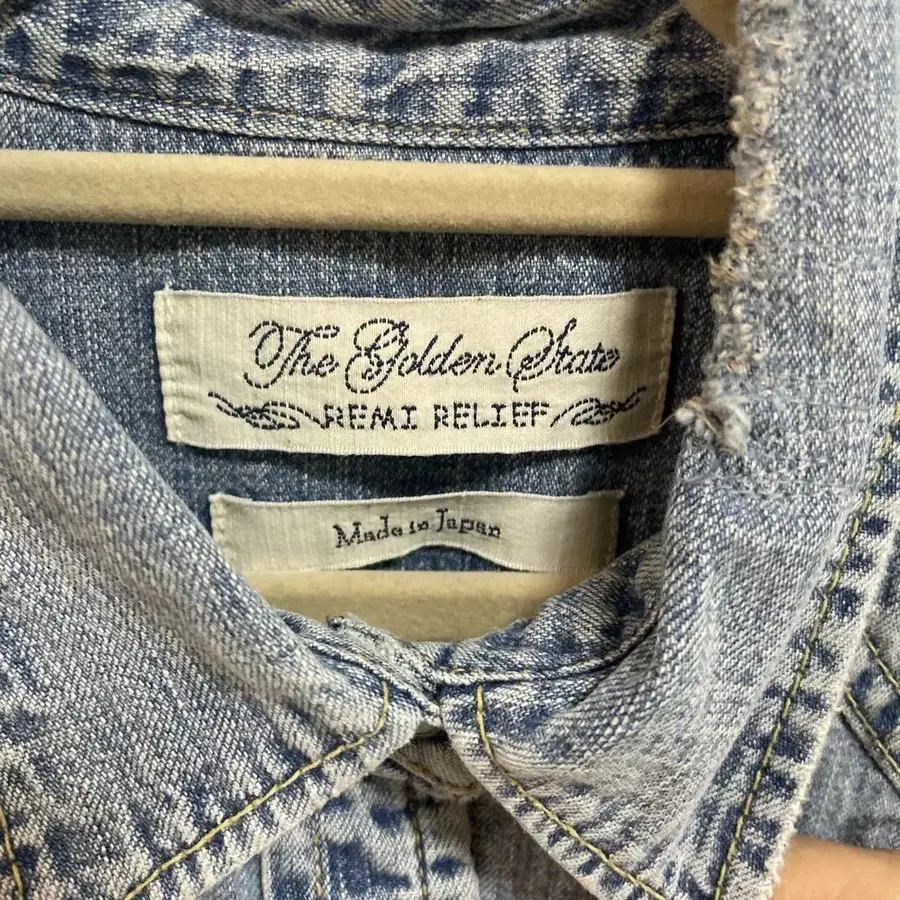 The Golden State
REMI RELIEF
Made in Japan